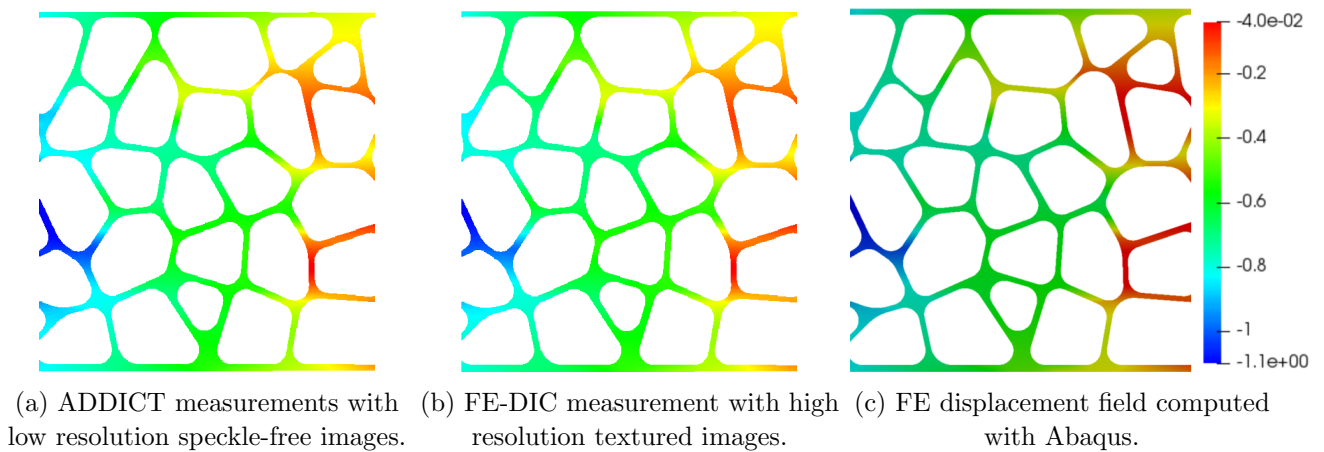 -4.0e-02
-0.2
-0.4
-0.6
-0.8
-1
-1.1e+00
(a) ADDICT measurements with
low resolution speckle-free images.
(b) FE-DIC measurement with high
resolution textured images.
(c) FE displacement field computed
with Abaqus.